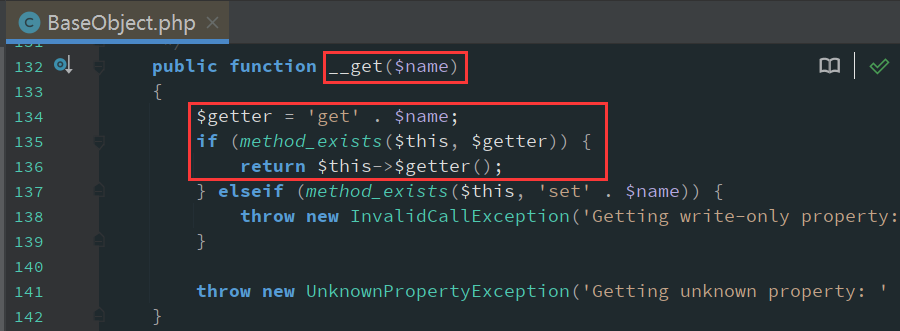 BaseObject.php
132 public function __get($name)
133 {
134 $getter = 'get' . $name;
135 if (method_exists($this, $getter)) {
136 return $this->$getter();
137 } elseif (method_exists($this, 'set' . $name)) {
138 throw new InvalidCallException('Getting write-only property:
139 }
140
141 throw new UnknownPropertyException('Getting unknown property: '
142 }